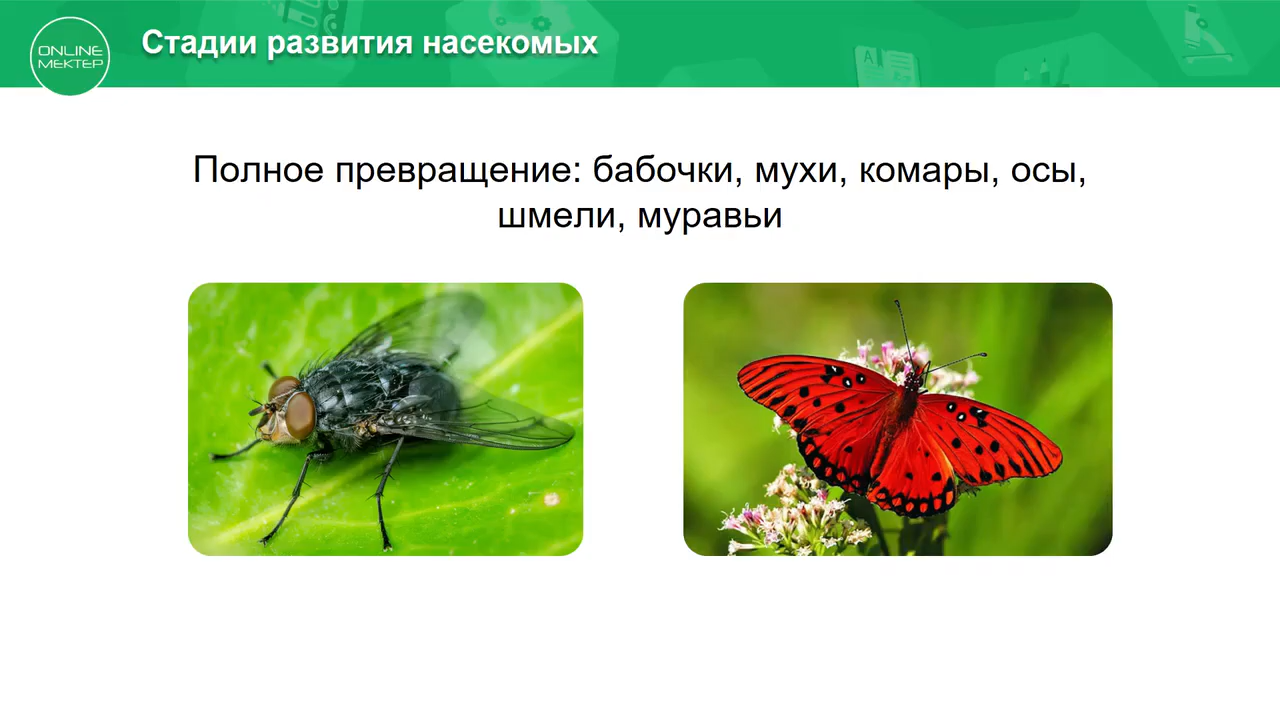 ONLINE
МЕКТЕР
Стадии развития насекомых
Полное превращение: бабочки, мухи, комары, осы,
шмели, муравьи